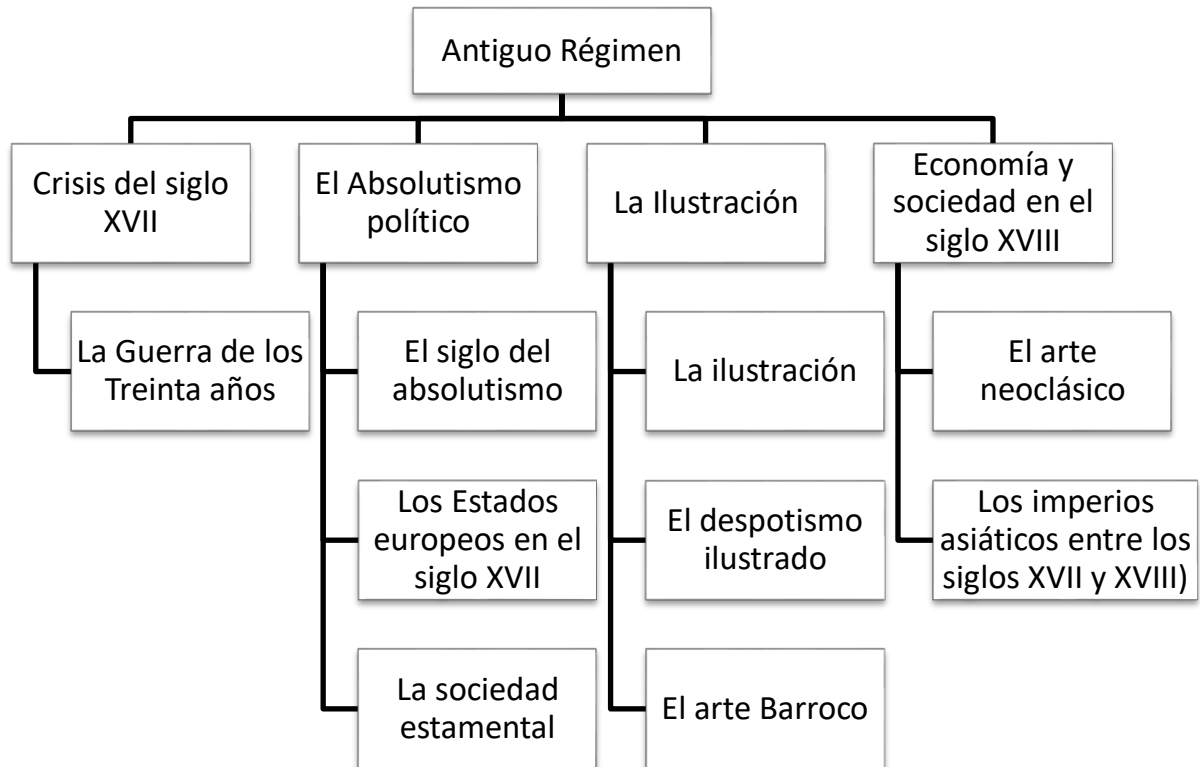 Antiguo Régimen
Crisis del siglo
XVII
El Absolutismo
político
La Ilustración
Economía y
sociedad en el
siglo XVIII
La Guerra de los
Treinta años
El siglo del
absolutismo
La ilustración
El arte
neoclásico
Los Estados
europeos en el
siglo XVII
El despotismo
ilustrado
Los imperios
asiáticos entre los
siglos XVII y XVIII)
La sociedad
estamental
El arte Barroco